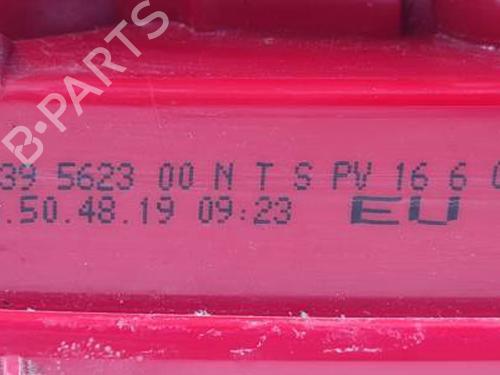 B-PARTS
39 5623 00 N T S PV 16 6
.50.48.19 09:23 EU